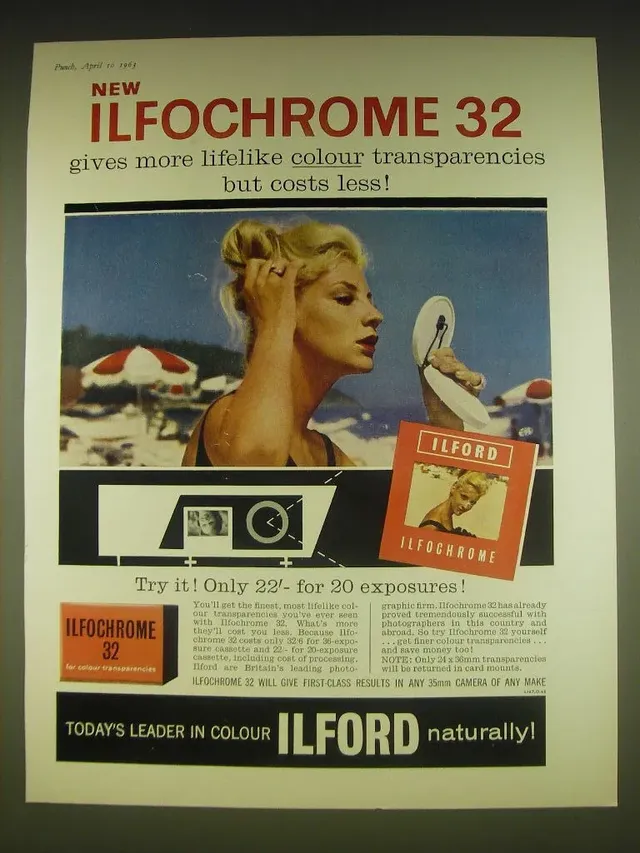 Punch, April 10 1963
NEW
ILFOCHROME 32
gives more lifelike colour transparencies
but costs less!
ILFORD
ILFOCHROME
Try it! Only 22'- for 20 exposures!
ILFOCHROME
32
for colour transparencies
You'll get the finest, most lifelike col-
our transparencies you've ever seen
with Ilfochrome 32. What's more
they'll cost you less. Because Ilfo-
chrome 32 costs only 32/6 for 36-expo-
sure cassette and 22/- for 20-exposure
cassette, including cost of processing.
Ilford are Britain's leading photo-
graphic firm. Ilfochrome 32 has already
proved tremendously successful with
photographers in this country and
abroad. So try Ilfochrome 32 yourself
...get finer colour transparencies...
and save money too!
NOTE: Only 24 x 36mm transparencies
will be returned in card mounts.
ILFOCHROME 32 WILL GIVE FIRST-CLASS RESULTS IN ANY 35mm CAMERA OF ANY MAKE
TODAY'S LEADER IN COLOUR ILFORD naturally!